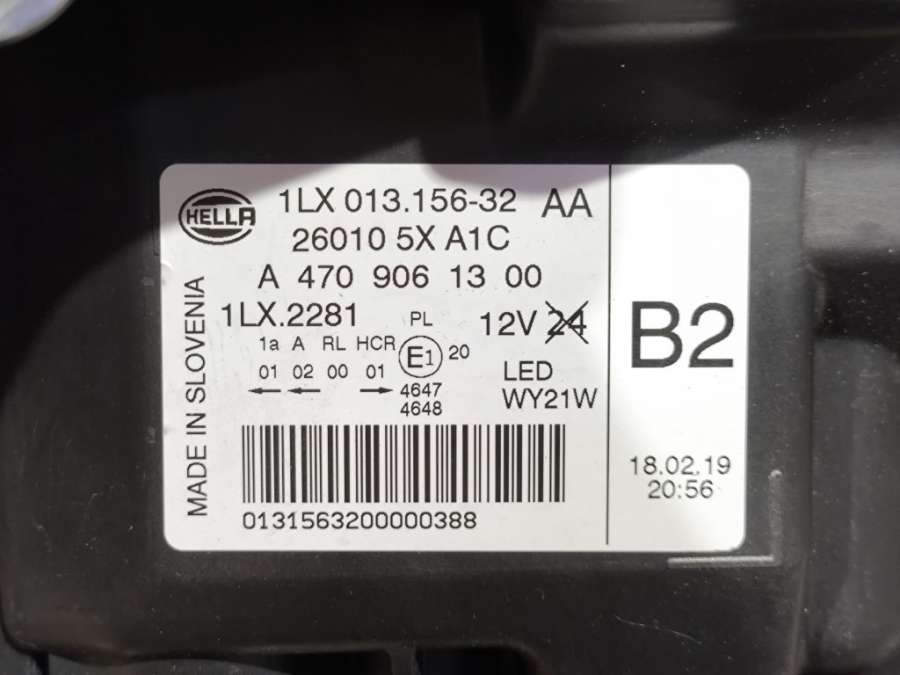 HELLA
1LX 013.156-32 AA
26010 5X A1C
A 470 906 13 00
1LX.2281 PL 12V 24
1a A RL HCR E1 20
01 02 00 01 LED
4647 WY21W
4648
MADE IN SLOVENIA
01315632000000388
B2
18.02.19
20:56